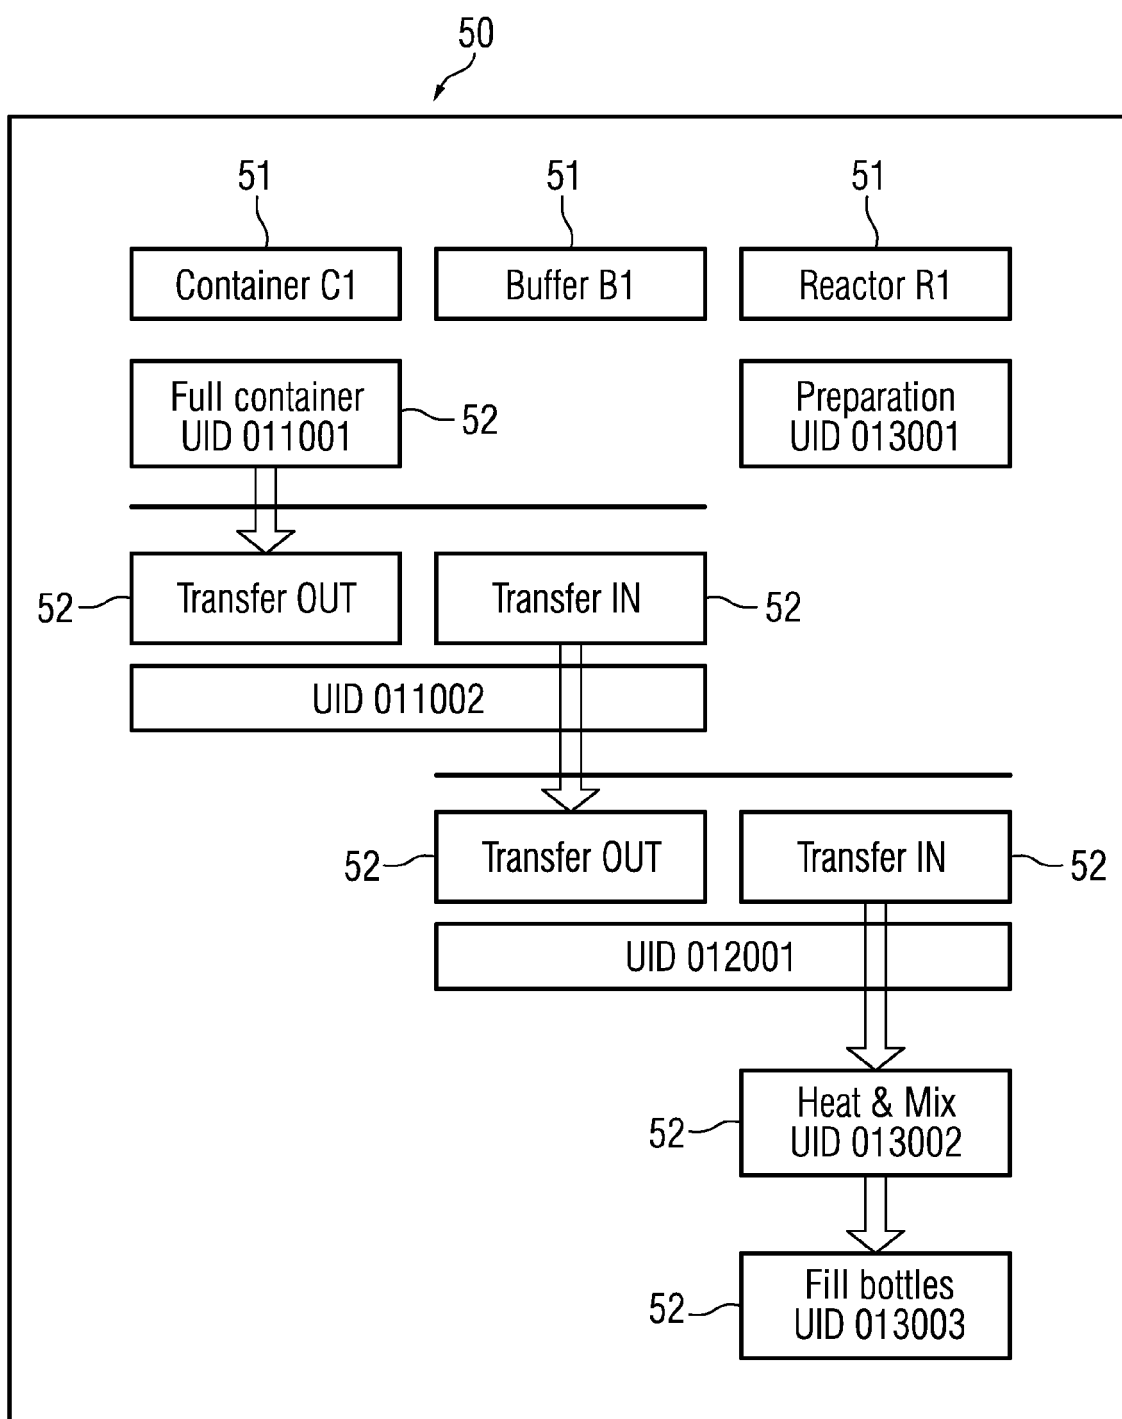 50
51
51
51
Container C1
Buffer B1
Reactor R1
Full container
UID 011001
52
Preparation
UID 013001
52
Transfer OUT
Transfer IN
52
UID 011002
52
Transfer OUT
Transfer IN
52
UID 012001
52
Heat & Mix
UID 013002
52
Fill bottles
UID 013003